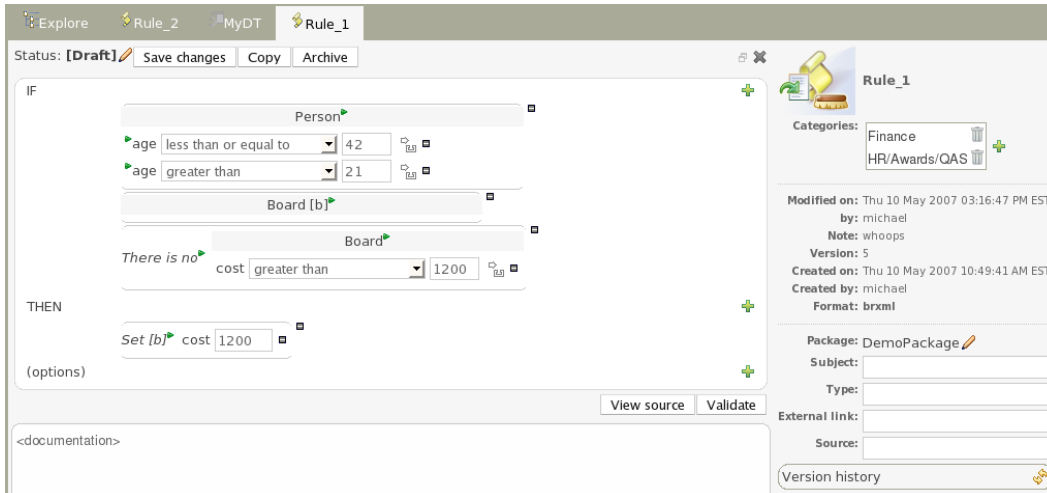 Explore Rule_2 MyDT Rule_1
Status: [Draft] Save changes Copy Archive
IF
Person
age less than or equal to 42
age greater than 21
Board [b]
There is no
Board
cost greater than 1200
THEN
Set [b] cost 1200
(options)
View source Validate
<documentation>
Rule_1
Categories:
Finance
HR/Awards/QAS
Modified on: Thu 10 May 2007 03:16:47 PM EST
by: michael
Note: whoops
Version: 5
Created on: Thu 10 May 2007 10:49:41 AM EST
Created by: michael
Format: brxml
Package: DemoPackage
Subject:
Type:
External link:
Source:
Version history